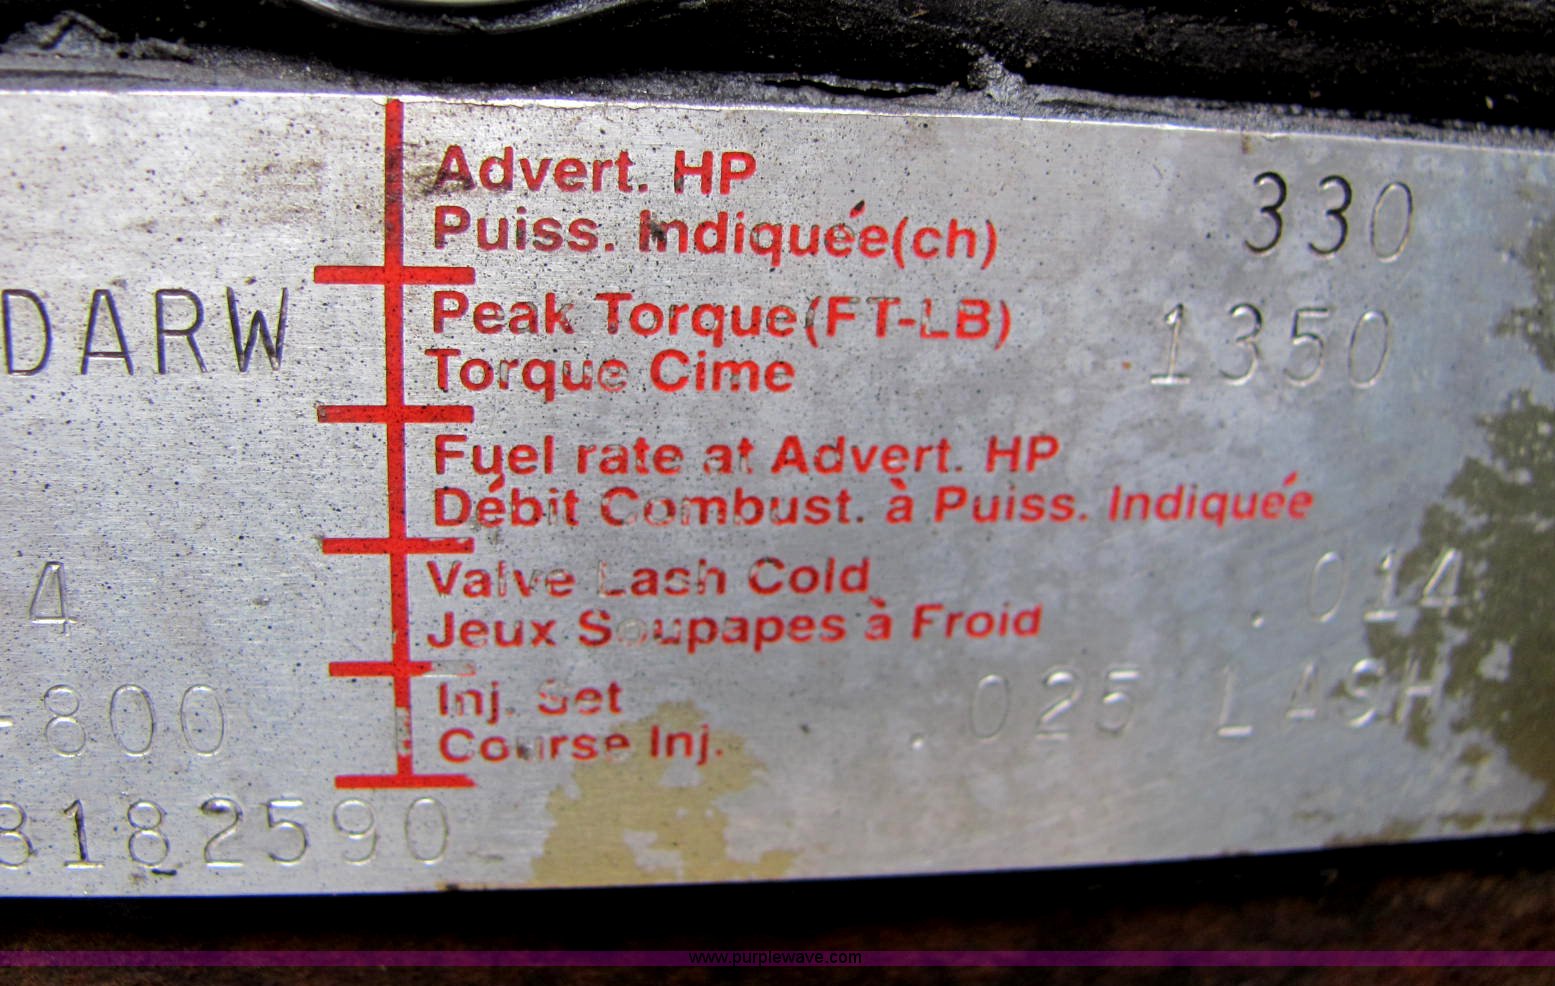 Advert. HP 330
Puiss. Indiquée(ch)
DARW
Peak Torque(FT-LB) 1350
Torque Cime
Fuel rate at Advert. HP
Débit Combust. à Puiss. Indiquée
4
Valve Lash Cold .014
Jeux Soupapes à Froid
-800
Inj. Set .025 LASH
Course Inj.
3182590
www.purplewave.com